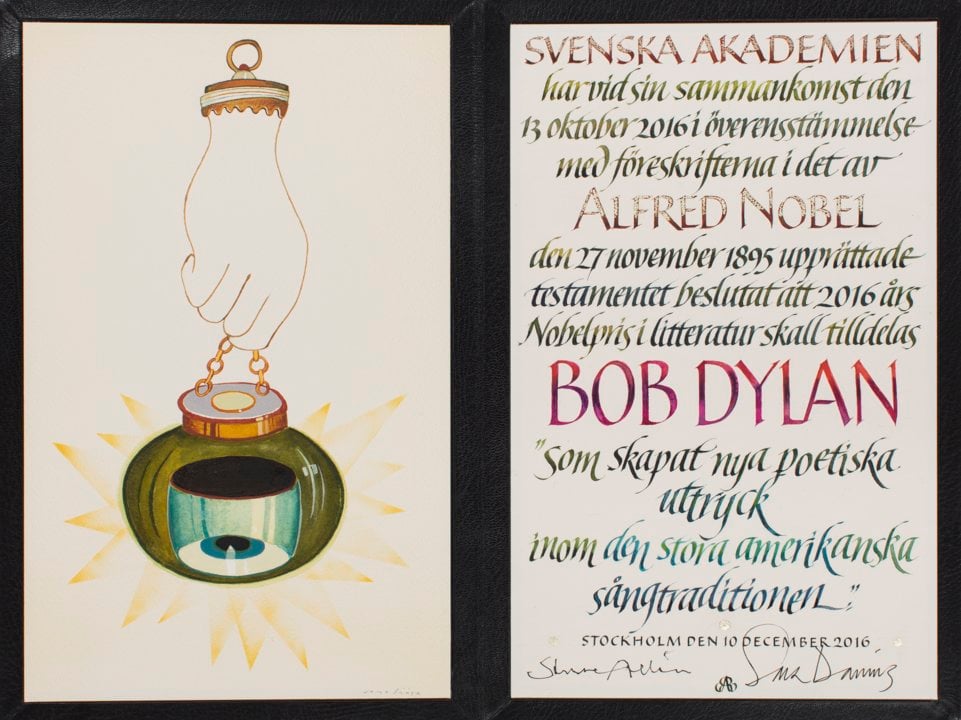 SVENSKA AKADEMIEN
har vid sin sammankomst den
13 oktober 2016 i överensstämmelse
med föreskrifterna i det av
ALFRED NOBEL
den 27 november 1895 upprättade
testamentet beslutat att 2016 års
Nobelpris i litteratur skall tilldelas
BOB DYLAN
"som skapat nya poetiska
uttryck
inom den stora amerikanska
sångtraditionen".
STOCKHOLM DEN 10 DECEMBER 2016
Sara Danius